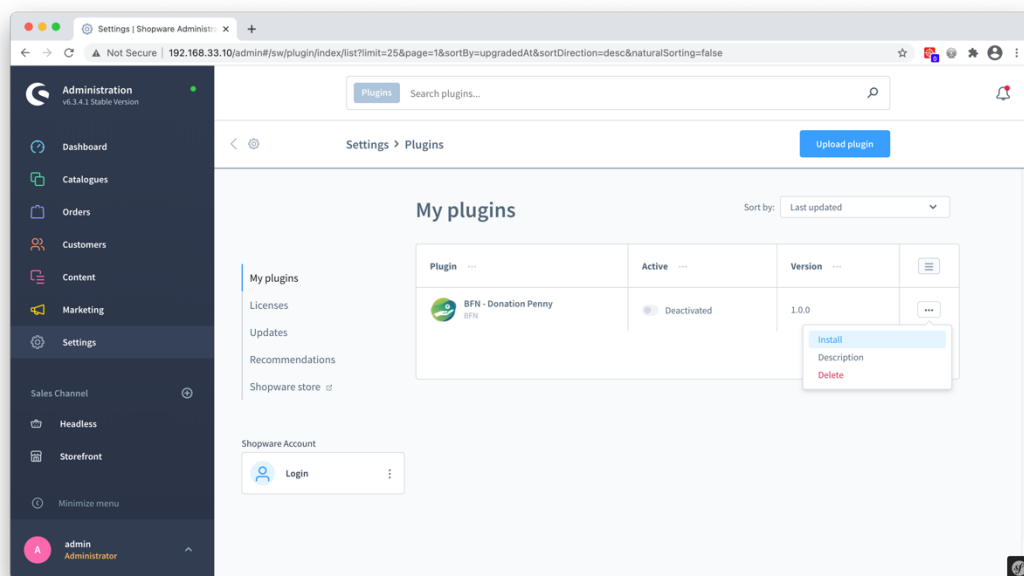 Settings | Shopware Administra
Not Secure | 192.168.33.10/admin#/sw/plugin/index/list?limit=25&page=1&sortBy=upgradedAt&sortDirection=desc&naturalSorting=false
Administration
v6.3.4.1 Stable Version
Plugins Search plugins...
Settings > Plugins
Upload plugin
Dashboard
Catalogues
Orders
Customers
Content
Marketing
Settings
Sales Channel
Headless
Storefront
Minimize menu
A
admin
Administrator
My plugins
Sort by: Last updated
My plugins
Licenses
Updates
Recommendations
Shopware store
Shopware Account
Login
Plugin
Active
Version
BFN - Donation Penny
BFN
Deactivated
1.0.0
Install
Description
Delete
sf